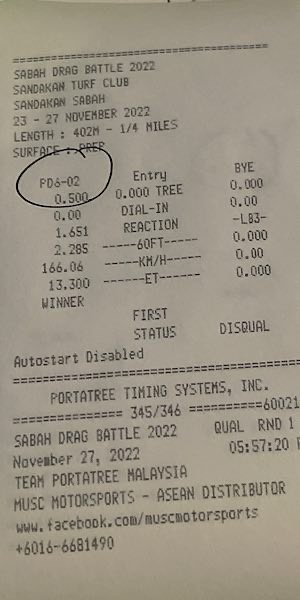 ==============================
SABAH DRAG BATTLE 2022
SANDAKAN TURF CLUB
SANDAKAN SABAH
23 - 27 NOVEMBER 2022
LENGTH : 402M - 1/4 MILES
SURFACE : PREP
PD6-02 Entry BYE
0.500 0.000 TREE 0.000
0.00 DIAL-IN 0.00
1.651 REACTION -L83-
2.285 ------60FT------ 0.000
166.06 ------KM/H------ 0.00
13.300 ------ET------ 0.000
WINNER
FIRST
STATUS DISQUAL
Autostart Disabled
==============================
PORTATREE TIMING SYSTEMS, INC.
============== 345/346 =========60021
SABAH DRAG BATTLE 2022 QUAL RND 1
November 27, 2022 05:57:20
TEAM PORTATREE MALAYSIA
MUSC MOTORSPORTS - ASEAN DISTRIBUTOR
www.facebook.com/muscmotorsports
+6016-6681490